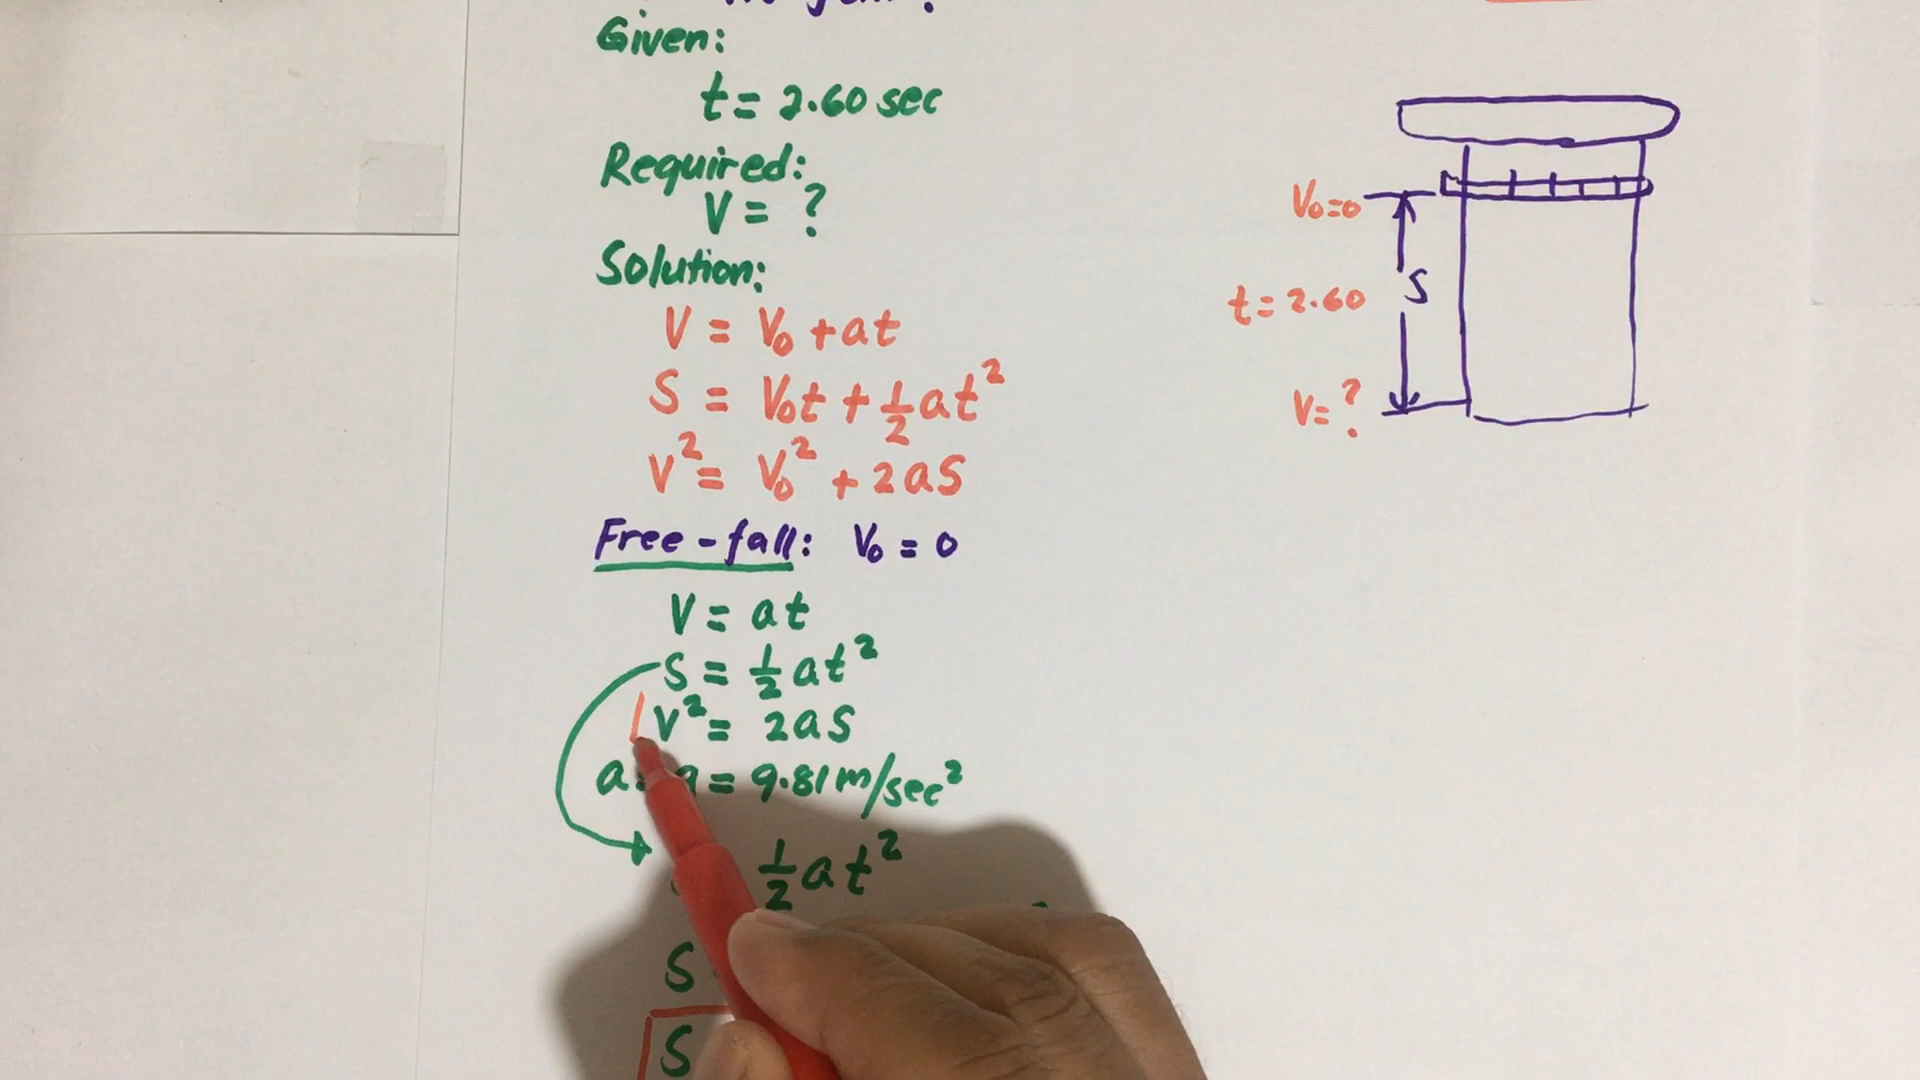 Given:
t = 2.60 sec
Required:
V = ?
Solution:
V = V₀ + at
S = V₀t + ½at²
V² = V₀² + 2aS
Free-fall: V₀ = 0
V = at
S = ½at²
V² = 2aS
a = g = 9.81 m/sec²
½at²
S
S
V₀=0
t = 2.60
S
V = ?